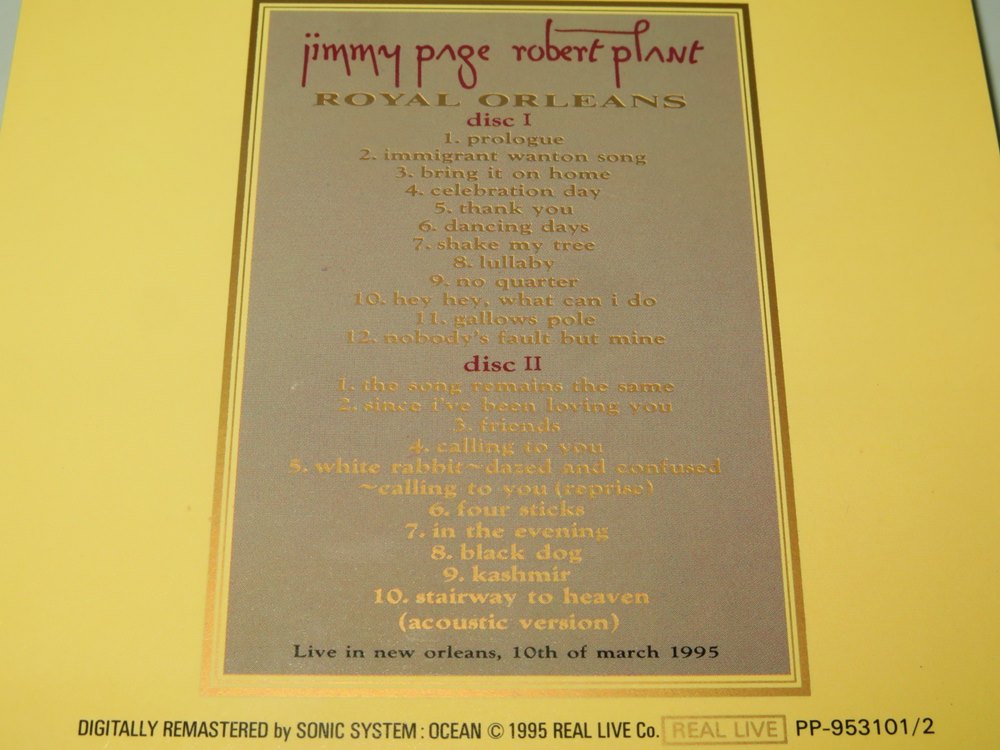 jimmy page robert plant
ROYAL ORLEANS
disc I
1. prologue
2. immigrant wanton song
3. bring it on home
4. celebration day
5. thank you
6. dancing days
7. shake my tree
8. lullaby
9. no quarter
10. hey hey, what can i do
11. gallows pole
12. nobody's fault but mine
disc II
1. the song remains the same
2. since i've been loving you
3. friends
4. calling to you
5. white rabbit~dazed and confused
~calling to you (reprise)
6. four sticks
7. in the evening
8. black dog
9. kashmir
10. stairway to heaven
(acoustic version)
Live in new orleans, 10th of march 1995
DIGITALLY REMASTERED by SONIC SYSTEM : OCEAN © 1995 REAL LIVE Co. REAL LIVE PP-953101/2